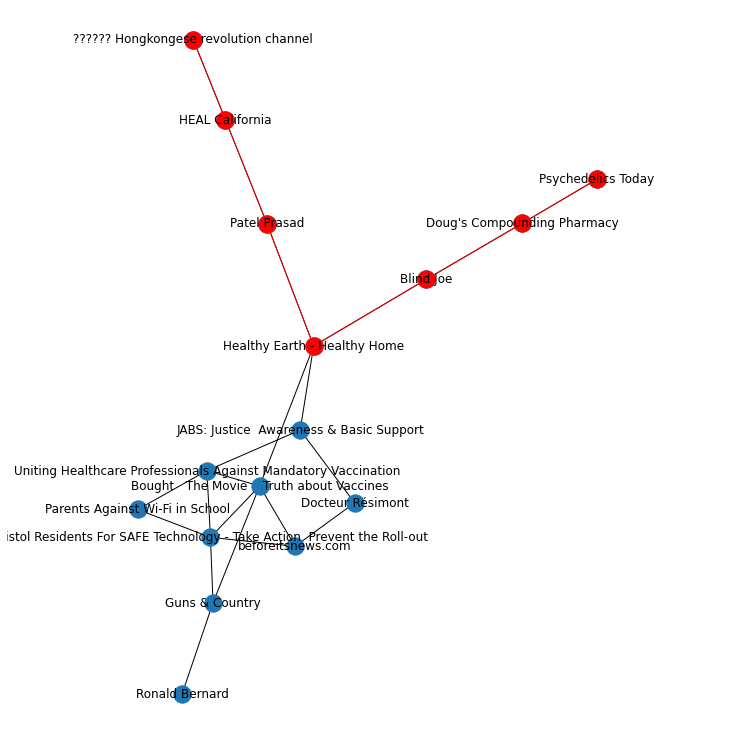 ?????? Hongkongese revolution channel
HEAL California
Psychedelics Today
Patel Prasad
Doug's Compounding Pharmacy
Blind Joe
Healthy Earth - Healthy Home
JABS: Justice  Awareness & Basic Support
Uniting Healthcare Professionals Against Mandatory Vaccination
Bought   The Movie   Truth about Vaccines
Docteur Résimont
Parents Against Wi-Fi in School
istol Residents For SAFE Technology - Take Action, Prevent the Roll-out
beforeitsnews.com
Guns & Country
Ronald Bernard